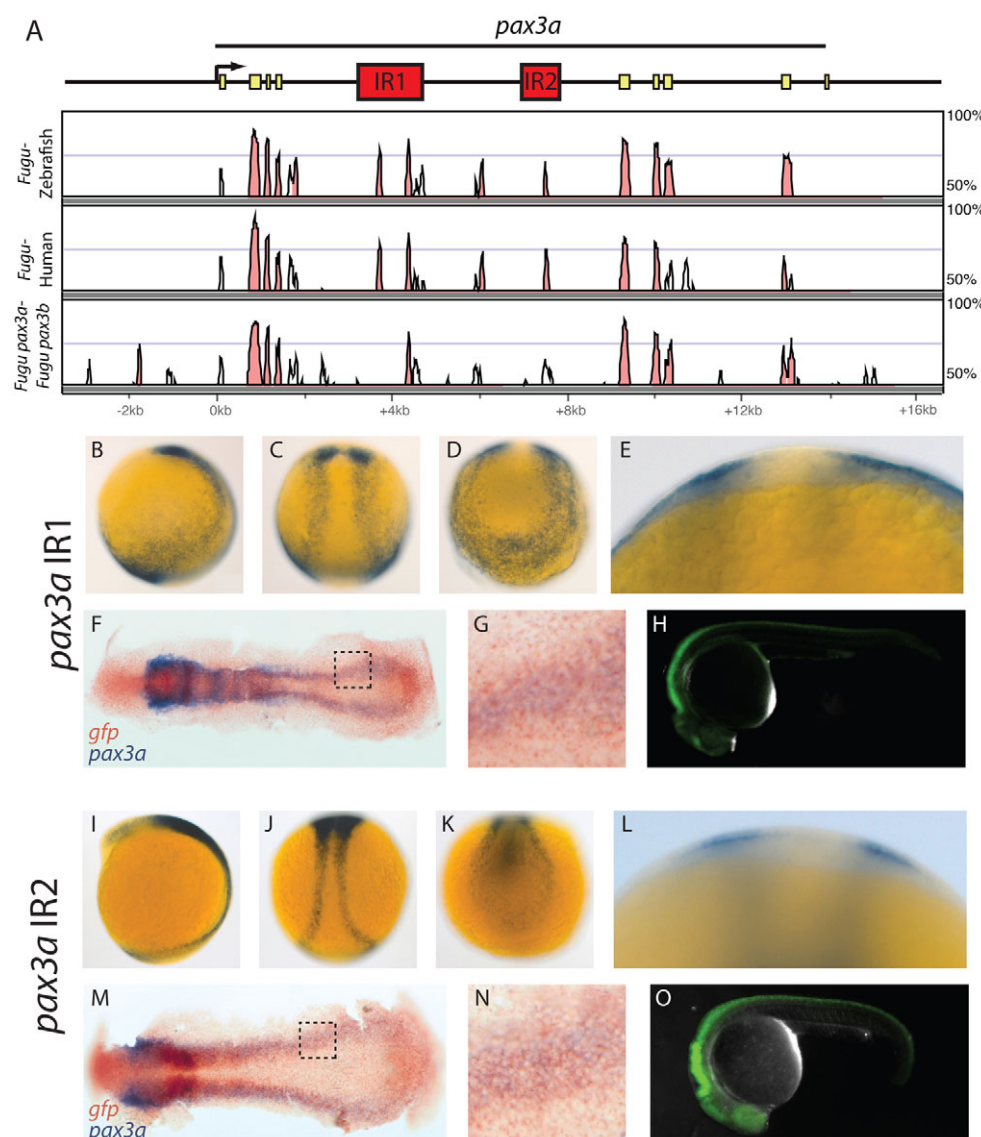 A
pax3a
IR1
IR2
Fugu-
Zebrafish
100%
50%
Fugu-
Human
100%
50%
Fugu pax3a-
Fugu pax3b
100%
50%
-2kb 0kb +4kb +8kb +12kb +16kb
pax3a IR1
B
C
D
E
F
gfp
pax3a
G
H
pax3a IR2
I
J
K
L
M
gfp
pax3a
N
O